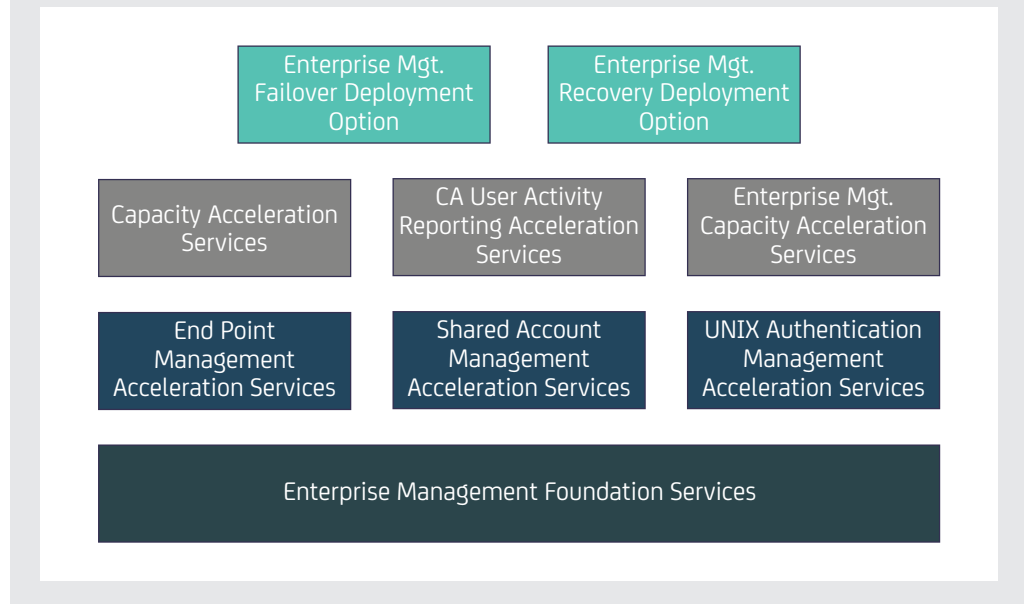 Enterprise Mgt.
Failover Deployment
Option
Enterprise Mgt.
Recovery Deployment
Option
Capacity Acceleration
Services
CA User Activity
Reporting Acceleration
Services
Enterprise Mgt.
Capacity Acceleration
Services
End Point
Management
Acceleration Services
Shared Account
Management
Acceleration Services
UNIX Authentication
Management
Acceleration Services
Enterprise Management Foundation Services